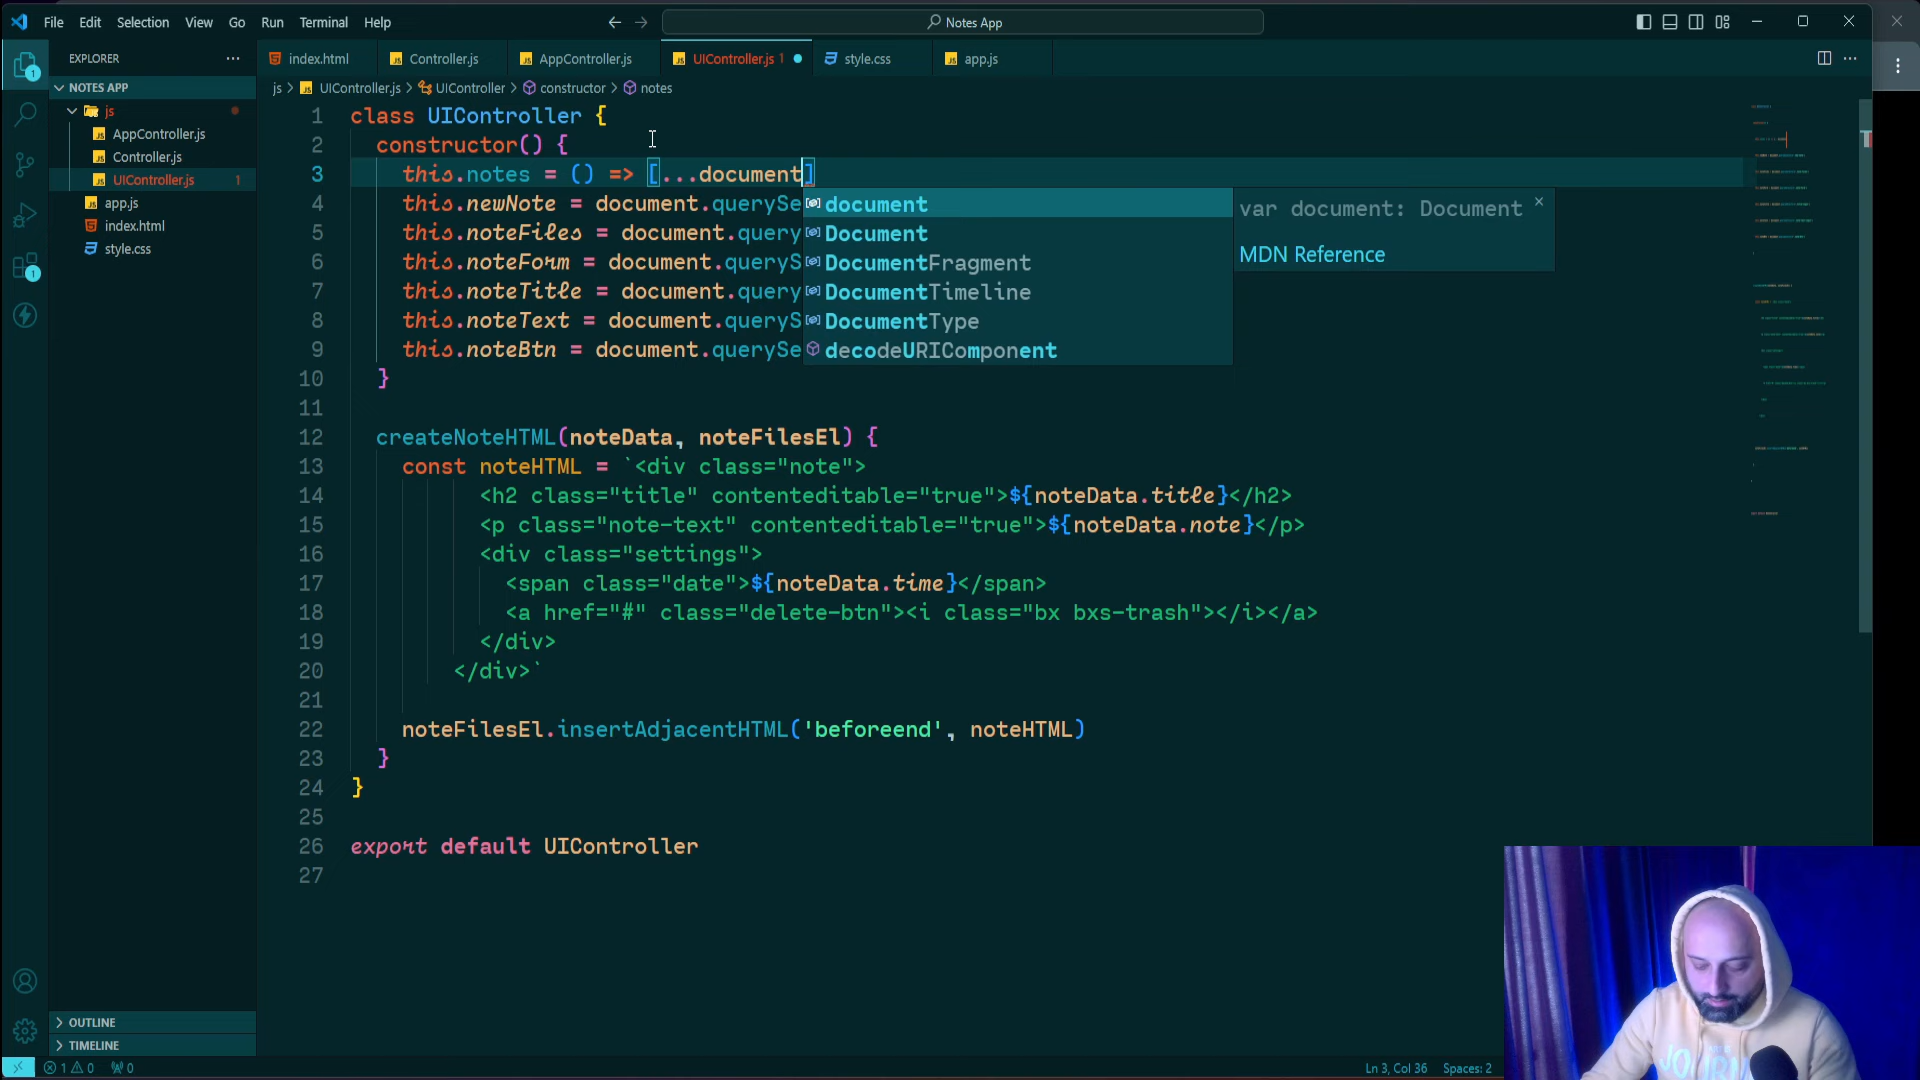 File Edit Selection View Go Run Terminal Help
Notes App
EXPLORER
index.html
Controller.js
AppController.js
UIController.js 1
style.css
app.js
NOTES APP
js
AppController.js
Controller.js
UIController.js 1
app.js
index.html
style.css
js > UIController.js > UIController > constructor > notes
1 class UIController {
2 constructor() {
3 this.notes = () => [...document]
4 this.newNote = document.querySe
5 this.noteFiles = document.query
6 this.noteForm = document.queryS
7 this.noteTitle = document.query
8 this.noteText = document.queryS
9 this.noteBtn = document.querySe
10 }
11
12 createNoteHTML(noteData, noteFilesEl) {
13 const noteHTML = `<div class="note">
14 <h2 class="title" contenteditable="true">${noteData.title}</h2>
15 <p class="note-text" contenteditable="true">${noteData.note}</p>
16 <div class="settings">
17 <span class="date">${noteData.time}</span>
18 <a href="#" class="delete-btn"><i class="bx bxs-trash"></i></a>
19 </div>
20 </div>`
21
22 noteFilesEl.insertAdjacentHTML('beforeend', noteHTML)
23 }
24 }
25
26 export default UIController
27
document
Document
DocumentFragment
DocumentTimeline
DocumentType
decodeURIComponent
var document: Document
MDN Reference
1
1
OUTLINE
TIMELINE
1 0 0
Ln 3, Col 36 Spaces: 2